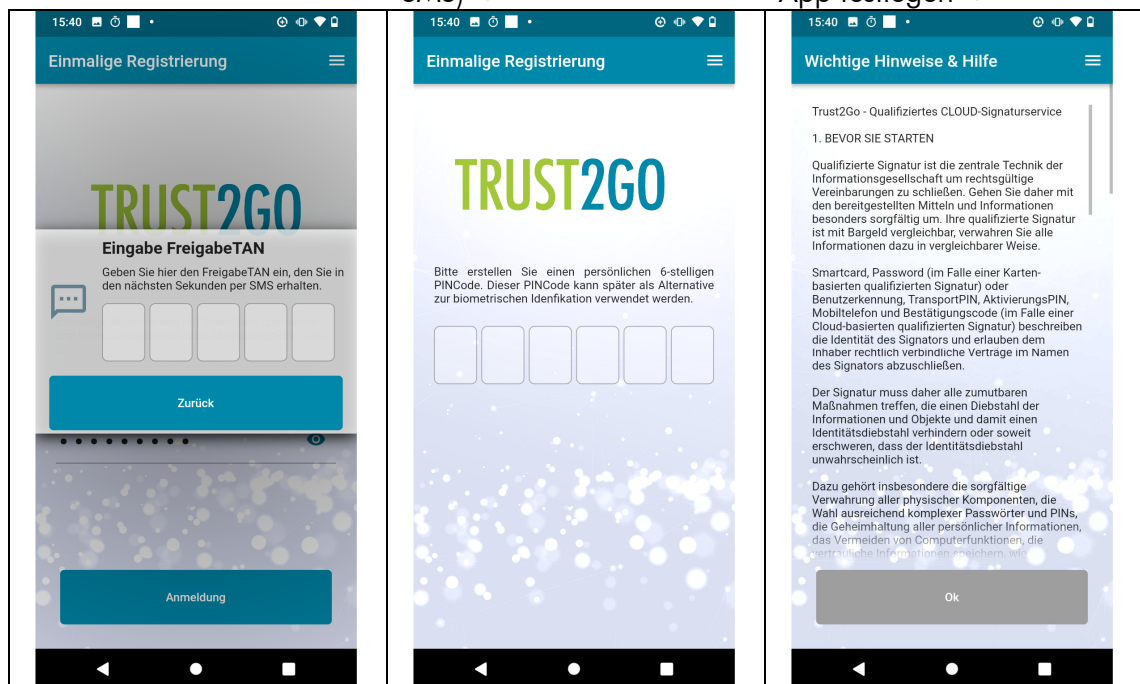 15:40
Einmalige Registrierung
TRUST2GO
Eingabe FreigabeTAN
Geben Sie hier den FreigabeTAN ein, den Sie in
den nächsten Sekunden per SMS erhalten.
Zurück
Anmeldung
15:40
Einmalige Registrierung
TRUST2GO
Bitte erstellen Sie einen persönlichen 6-stelligen
PINCode. Dieser PINCode kann später als Alternative
zur biometrischen Idenfikation verwendet werden.
15:40
Wichtige Hinweise & Hilfe
Trust2Go - Qualifiziertes CLOUD-Signaturservice
1. BEVOR SIE STARTEN
Qualifizierte Signatur ist die zentrale Technik der
Informationsgesellschaft um rechtsgültige
Vereinbarungen zu schließen. Gehen Sie daher mit
den bereitgestellten Mitteln und Informationen
besonders sorgfältig um. Ihre qualifizierte Signatur
ist mit Bargeld vergleichbar, verwahren Sie alle
Informationen dazu in vergleichbarer Weise.
Smartcard, Password (im Falle einer Karten-
basierten qualifizierten Signatur) oder
Benutzerkennung, TransportPIN, AktivierungsPIN,
Mobiltelefon und Bestätigungscode (im Falle einer
Cloud-basierten qualifizierten Signatur) beschreiben
die Identität des Signators und erlauben dem
Inhaber rechtlich verbindliche Verträge im Namen
des Signators abzuschließen.
Der Signatur muss daher alle zumutbaren
Maßnahmen treffen, die einen Diebstahl der
Informationen und Objekte und damit einen
Identitätsdiebstahl verhindern oder soweit
erschweren, dass der Identitätsdiebstahl
unwahrscheinlich ist.
Dazu gehört insbesondere die sorgfältige
Verwahrung aller physischer Komponenten, die
Wahl ausreichend komplexer Passwörter und PINs,
die Geheimhaltung aller persönlicher Informationen,
das Vermeiden von Computerfunktionen, die
vertrauliche Informationen speichern, wie
Ok